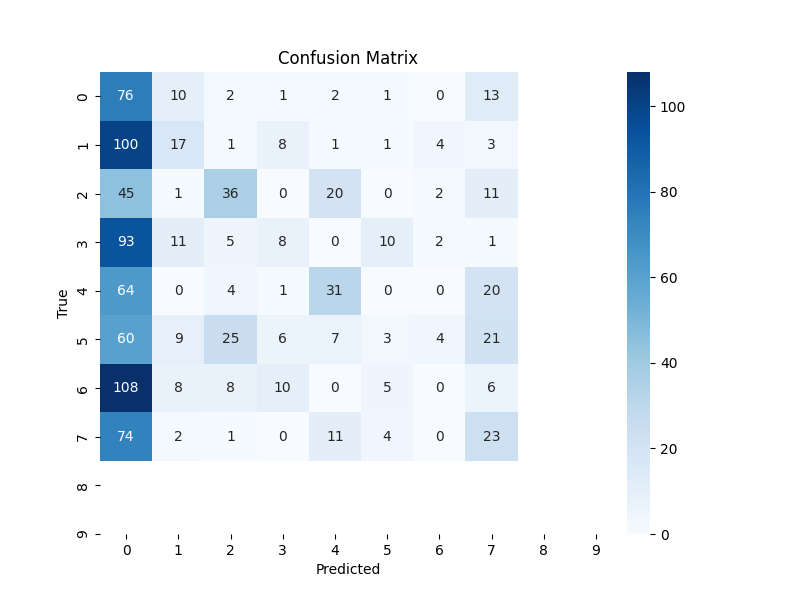 Confusion Matrix
0 76 10 2 1 2 1 0 13
1 100 17 1 8 1 1 4 3
2 45 1 36 0 20 0 2 11
3 93 11 5 8 0 10 2 1
4 64 0 4 1 31 0 0 20
5 60 9 25 6 7 3 4 21
6 108 8 8 10 0 5 0 6
7 74 2 1 0 11 4 0 23
8
9
True
0 1 2 3 4 5 6 7 8 9
Predicted
100
80
60
40
20
0